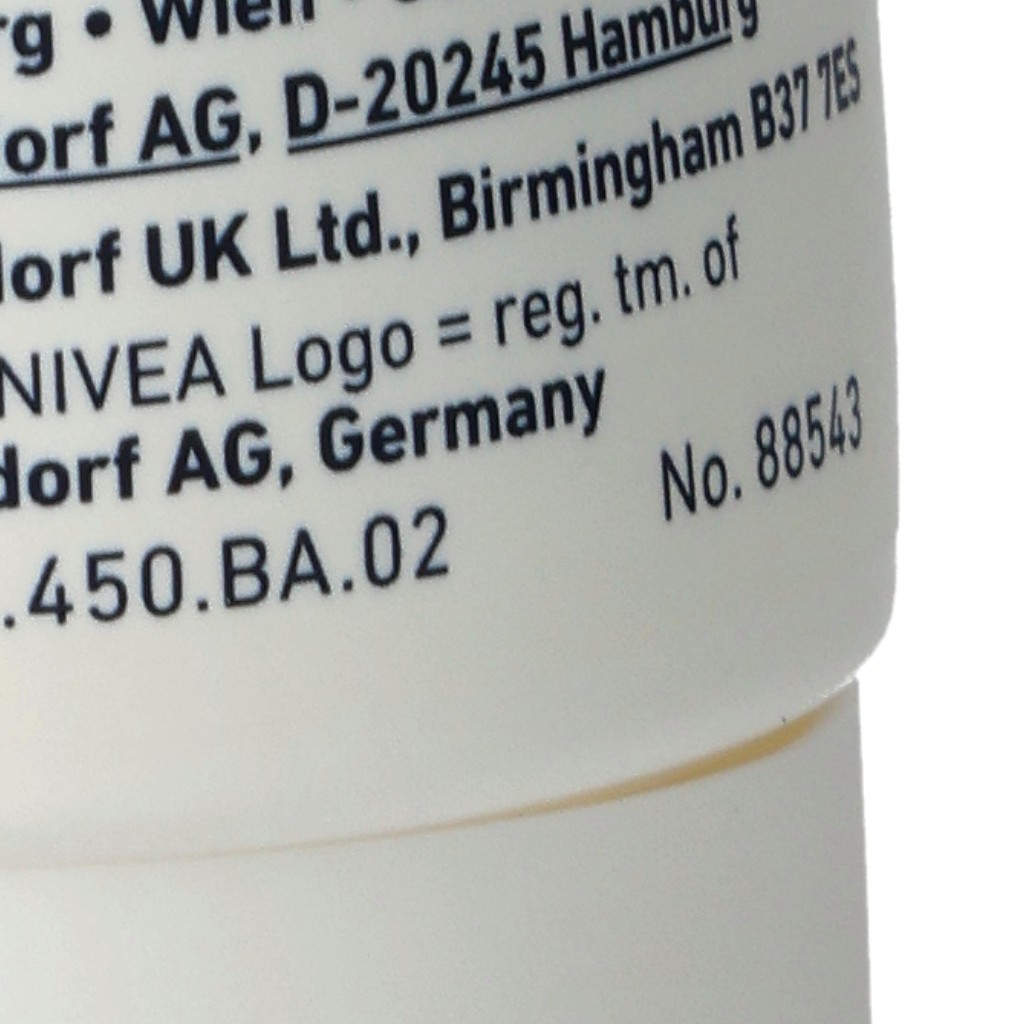 rg • Wien
orf AG, D-20245 Hamburg
dorf UK Ltd., Birmingham B37 7ES
NIVEA Logo = reg. tm. of
dorf AG, Germany
No. 88543
.450.BA.02